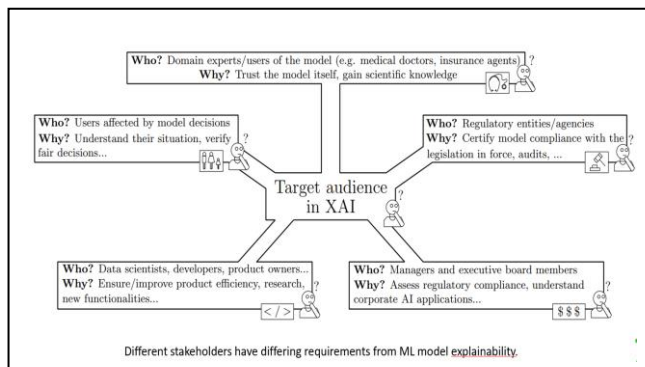 Who? Domain experts/users of the model (e.g. medical doctors, insurance agents)
Why? Trust the model itself, gain scientific knowledge
?
Who? Users affected by model decisions
Why? Understand their situation, verify
fair decisions...
?
Who? Regulatory entities/agencies
Why? Certify model compliance with the
legislation in force, audits, ...
?
Target audience
in XAI
?
Who? Data scientists, developers, product owners...
Why? Ensure/improve product efficiency, research,
new functionalities...
</>
?
Who? Managers and executive board members
Why? Assess regulatory compliance, understand
corporate AI applications...
$$$
?
Different stakeholders have differing requirements from ML model explainability.